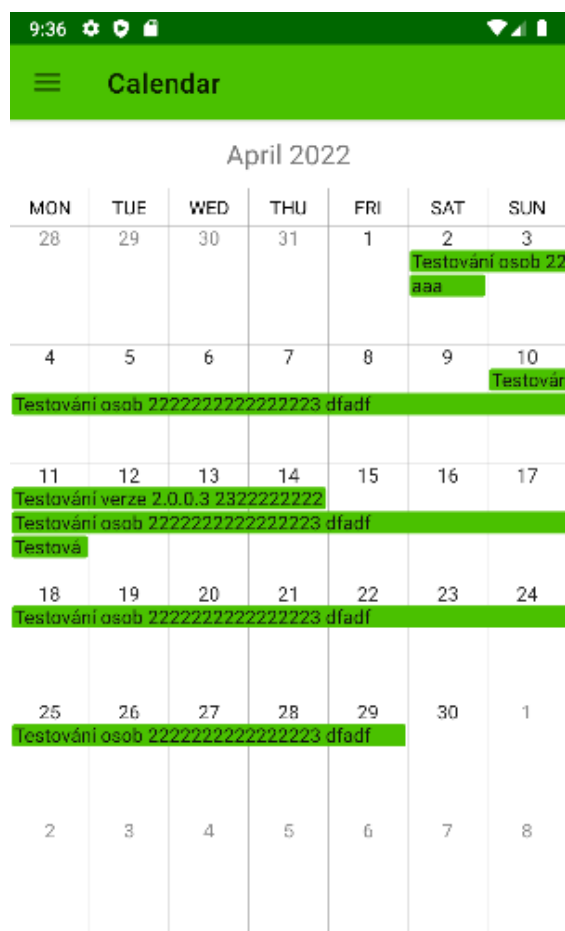 9:36
Calendar
April 2022
MON TUE WED THU FRI SAT SUN
28 29 30 31 1 2 3
Testování osob 22
aaa
4 5 6 7 8 9 10
Testován
Testování osob 2222222222222223 dfadf
11 12 13 14 15 16 17
Testování verze 2.0.0.3 2322222222
Testování osob 2222222222222223 dfadf
Testová
18 19 20 21 22 23 24
Testování osob 2222222222222223 dfadf
25 26 27 28 29 30 1
Testování osob 2222222222222223 dfadf
2 3 4 5 6 7 8